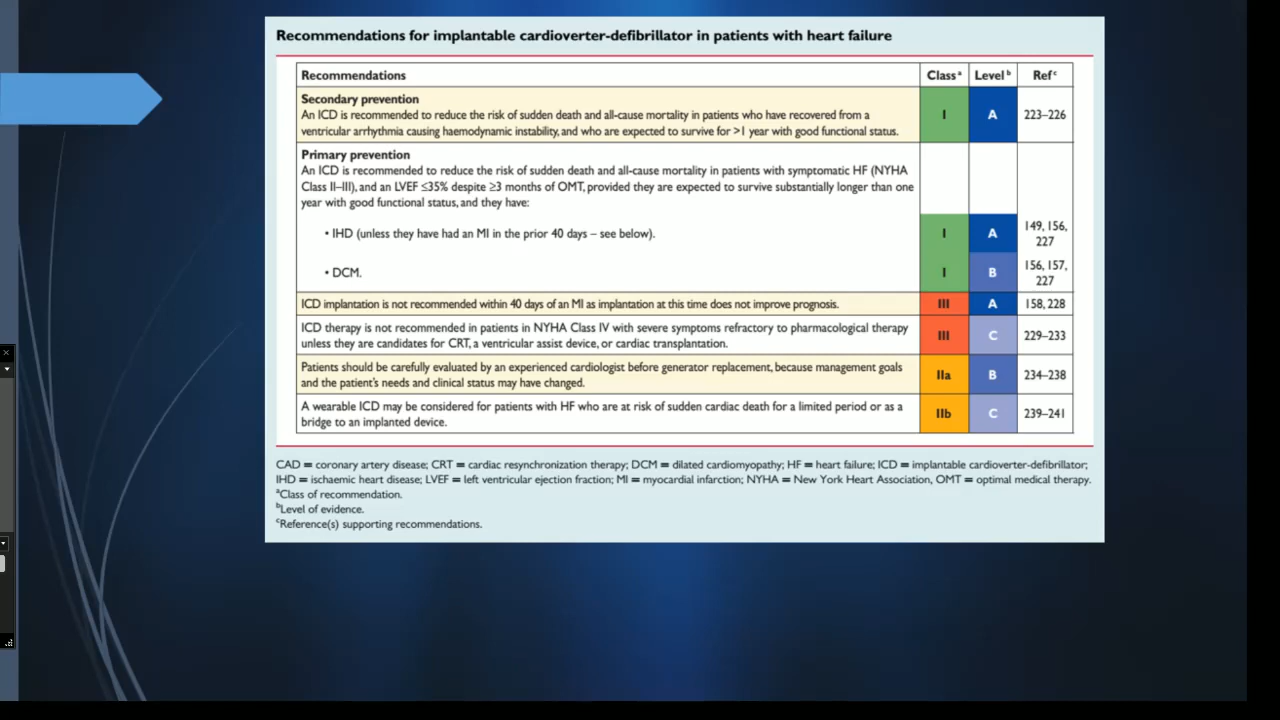 Recommendations for implantable cardioverter-defibrillator in patients with heart failure
Recommendations Class a Level b Ref c
Secondary prevention
An ICD is recommended to reduce the risk of sudden death and all-cause mortality in patients who have recovered from a
ventricular arrhythmia causing haemodynamic instability, and who are expected to survive for >1 year with good functional status.
I A 223–226
Primary prevention
An ICD is recommended to reduce the risk of sudden death and all-cause mortality in patients with symptomatic HF (NYHA
Class II–III), and an LVEF ≤35% despite ≥3 months of OMT, provided they are expected to survive substantially longer than one
year with good functional status, and they have:
• IHD (unless they have had an MI in the prior 40 days – see below). I A 149, 156,
227
• DCM. I B 156, 157,
227
ICD implantation is not recommended within 40 days of an MI as implantation at this time does not improve prognosis. III A 158, 228
ICD therapy is not recommended in patients in NYHA Class IV with severe symptoms refractory to pharmacological therapy
unless they are candidates for CRT, a ventricular assist device, or cardiac transplantation.
III C 229–233
Patients should be carefully evaluated by an experienced cardiologist before generator replacement, because management goals
and the patient's needs and clinical status may have changed.
IIa B 234–238
A wearable ICD may be considered for patients with HF who are at risk of sudden cardiac death for a limited period or as a
bridge to an implanted device.
IIb C 239–241
CAD = coronary artery disease; CRT = cardiac resynchronization therapy; DCM = dilated cardiomyopathy; HF = heart failure; ICD = implantable cardioverter-defibrillator;
IHD = ischaemic heart disease; LVEF = left ventricular ejection fraction; MI = myocardial infarction; NYHA = New York Heart Association, OMT = optimal medical therapy.
aClass of recommendation.
bLevel of evidence.
cReference(s) supporting recommendations.